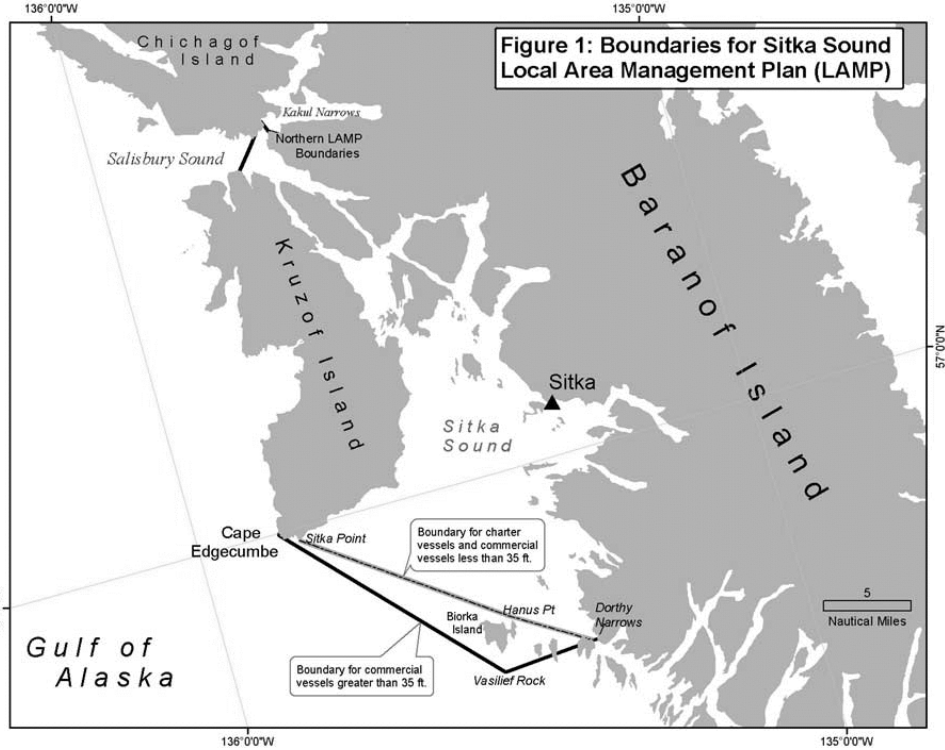 136°0'0"W
135°0'0"W
Figure 1: Boundaries for Sitka Sound
Local Area Management Plan (LAMP)
Chichagof
Island
Kakul Narrows
Northern LAMP
Boundaries
Salisbury Sound
Baranof Island
Kruzof Island
57°0'0"N
Sitka
Sitka
Sound
Cape
Edgecumbe
Sitka Point
Boundary for charter
vessels and commercial
vessels less than 35 ft.
Hanus Pt
Dorthy
Narrows
Biorka
Island
5
Nautical Miles
Gulf of
Alaska
Boundary for commercial
vessels greater than 35 ft.
Vasilief Rock
136°0'0"W
135°0'0"W